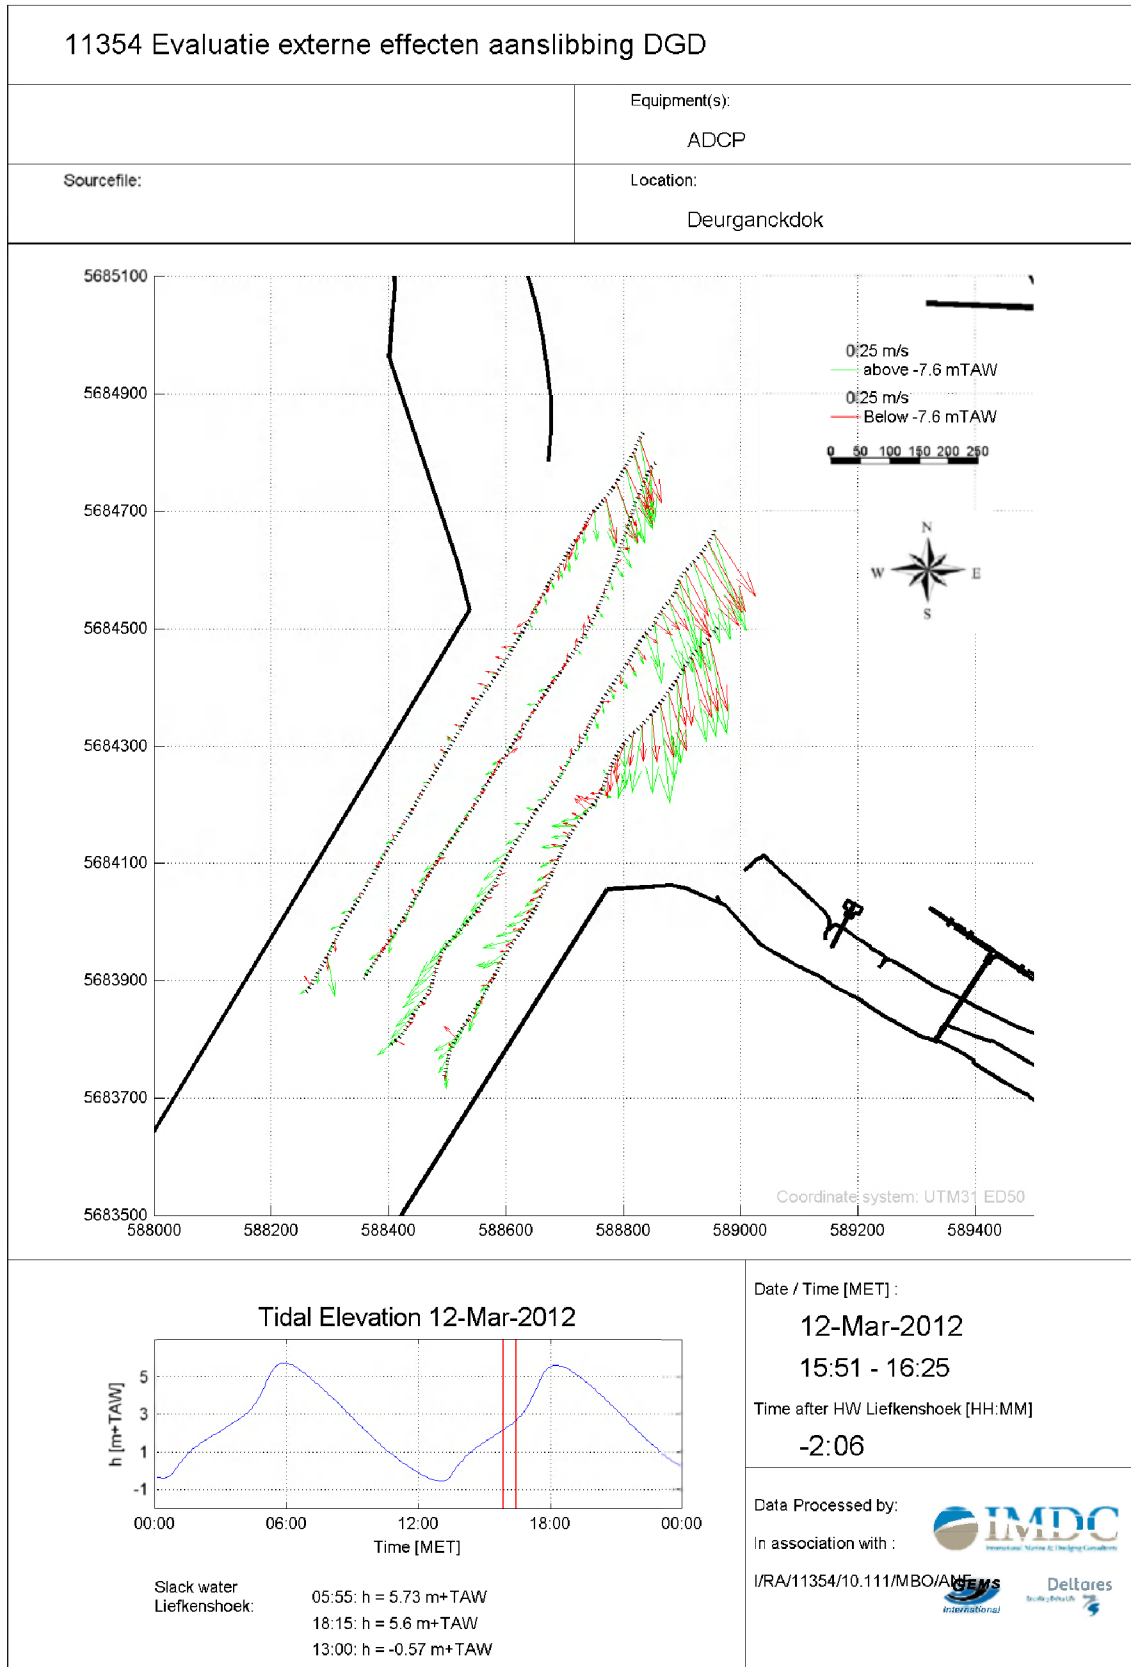 11354 Evaluatie externe effecten aanslibbing DGD
Equipment(s):
ADCP
Sourcefile:
Location:
Deurganckdok
5685100
5684900
5684700
5684500
5684300
5684100
5683900
5683700
5683500
588000 588200 588400 588600 588800 589000 589200 589400
0.25 m/s
above -7.6 mTAW
0.25 m/s
Below -7.6 mTAW
0 50 100 150 200 250
N
W E
S
Coordinate system: UTM31 ED50
Tidal Elevation 12-Mar-2012
h [m+TAW]
5
3
1
-1
00:00 06:00 12:00 18:00 00:00
Time [MET]
Slack water
Liefkenshoek:
05:55: h = 5.73 m+TAW
18:15: h = 5.6 m+TAW
13:00: h = -0.57 m+TAW
Date / Time [MET] :
12-Mar-2012
15:51 - 16:25
Time after HW Liefkenshoek [HH:MM]
-2:06
Data Processed by:
IMDC
International Marine & Dredging Consultants
In association with :
I/RA/11354/10.111/MBO/ANF
GEMS
International
Deltares